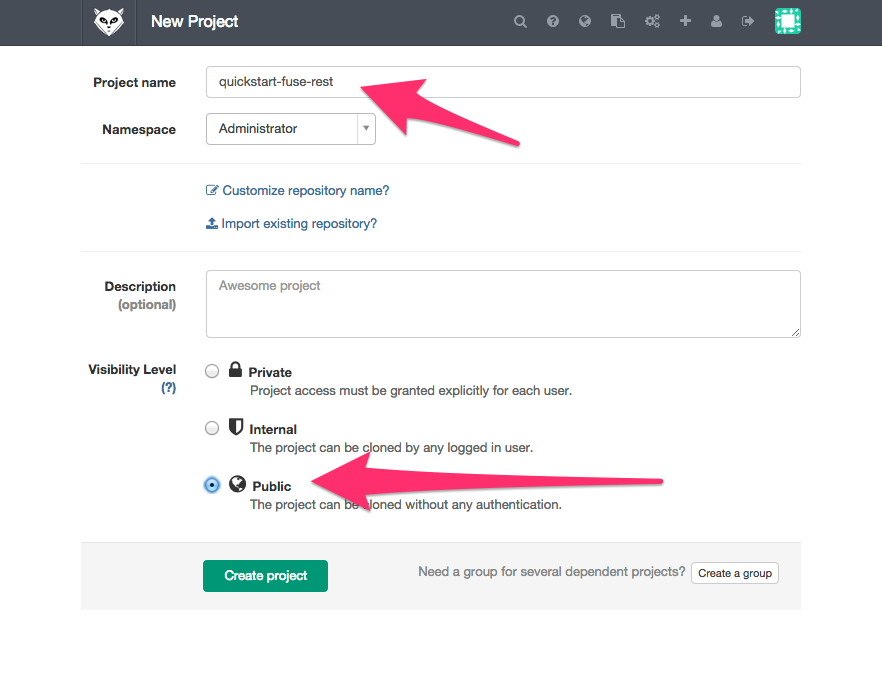 New Project
Project name
quickstart-fuse-rest
Namespace
Administrator
Customize repository name?
Import existing repository?
Description
(optional)
Awesome project
Visibility Level
(?)
Private
Project access must be granted explicitly for each user.
Internal
The project can be cloned by any logged in user.
Public
The project can be cloned without any authentication.
Create project
Need a group for several dependent projects?
Create a group